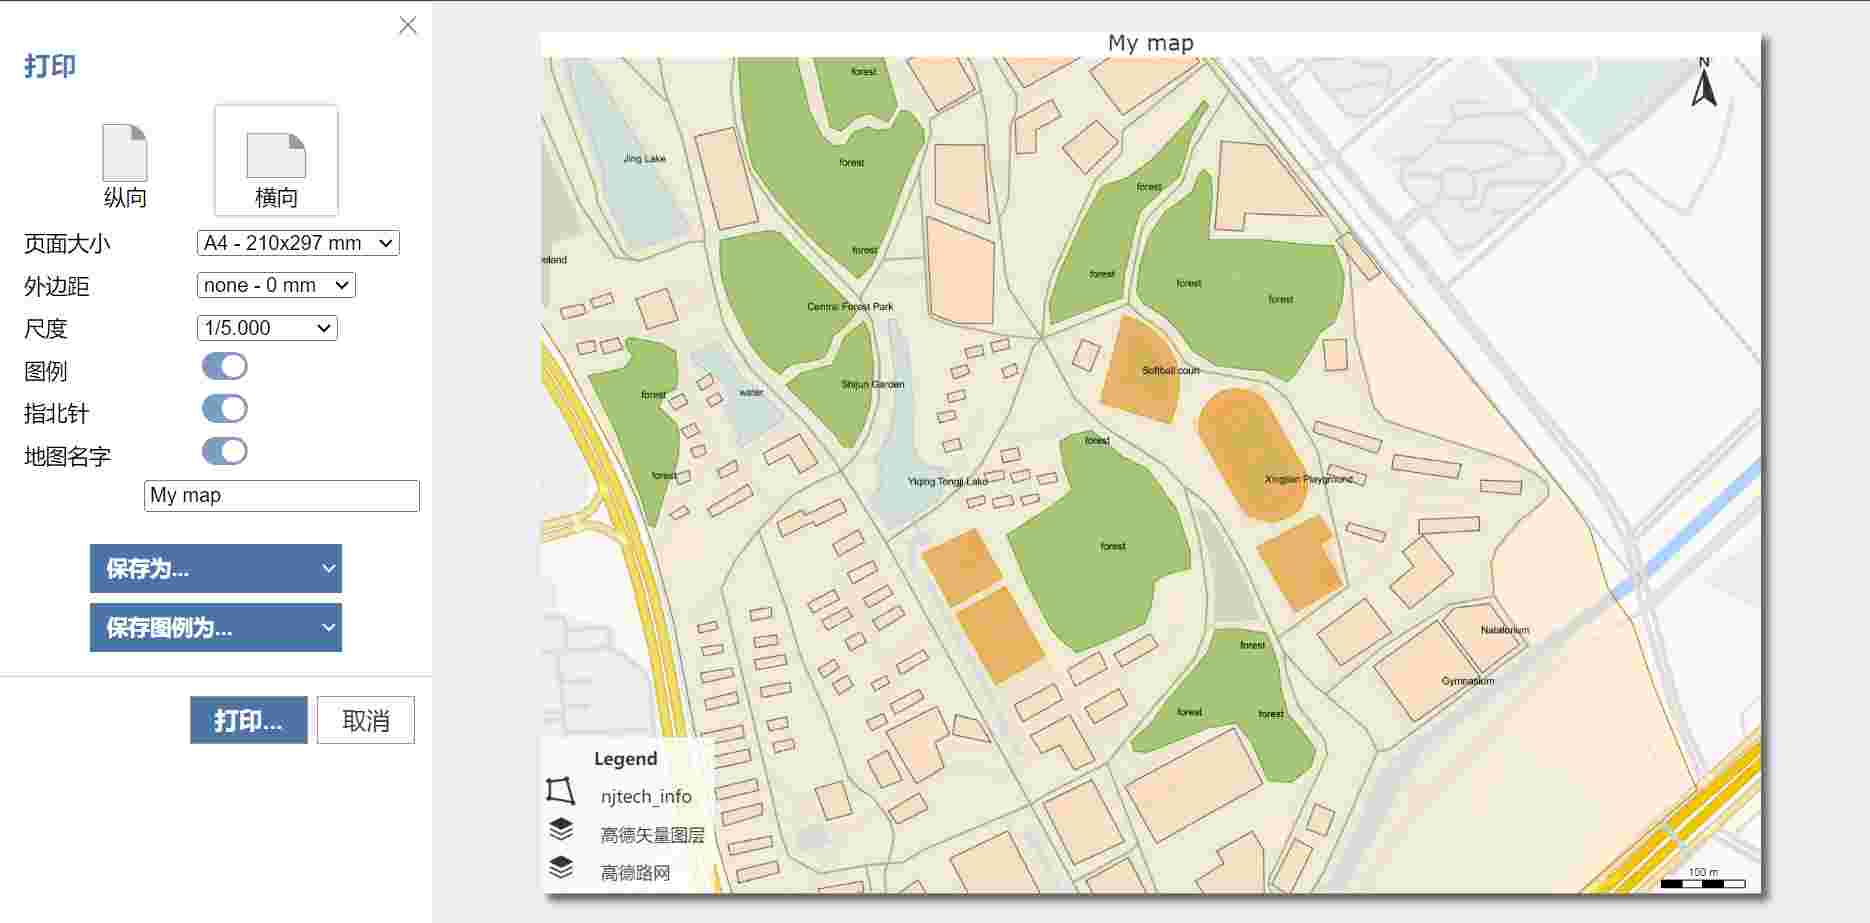 打印
纵向
横向
页面大小
A4 - 210x297 mm
外边距
none - 0 mm
尺度
1/5.000
图例
指北针
地图名字
My map
保存为...
保存图例为...
打印...
取消
My map
N
forest
Jing Lake
forest
forest
forest
Central Forest Park
forest
forest
forest
Softball court
Shijun Garden
forest
water
forest
forest
Yiqing Tongji Lake
Xingjian Playground
forest
forest
Natatorium
Gymnasium
forest
forest
Legend
njtech_info
高德矢量图层
高德路网
100 m